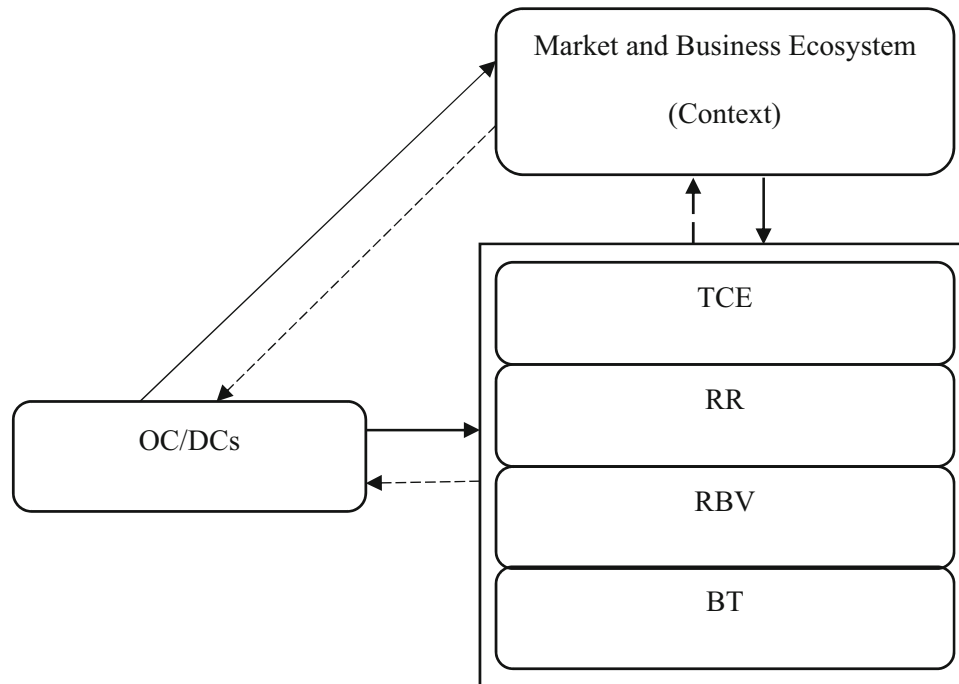 Market and Business Ecosystem
(Context)
TCE
RR
OC/DCs
RBV
BT